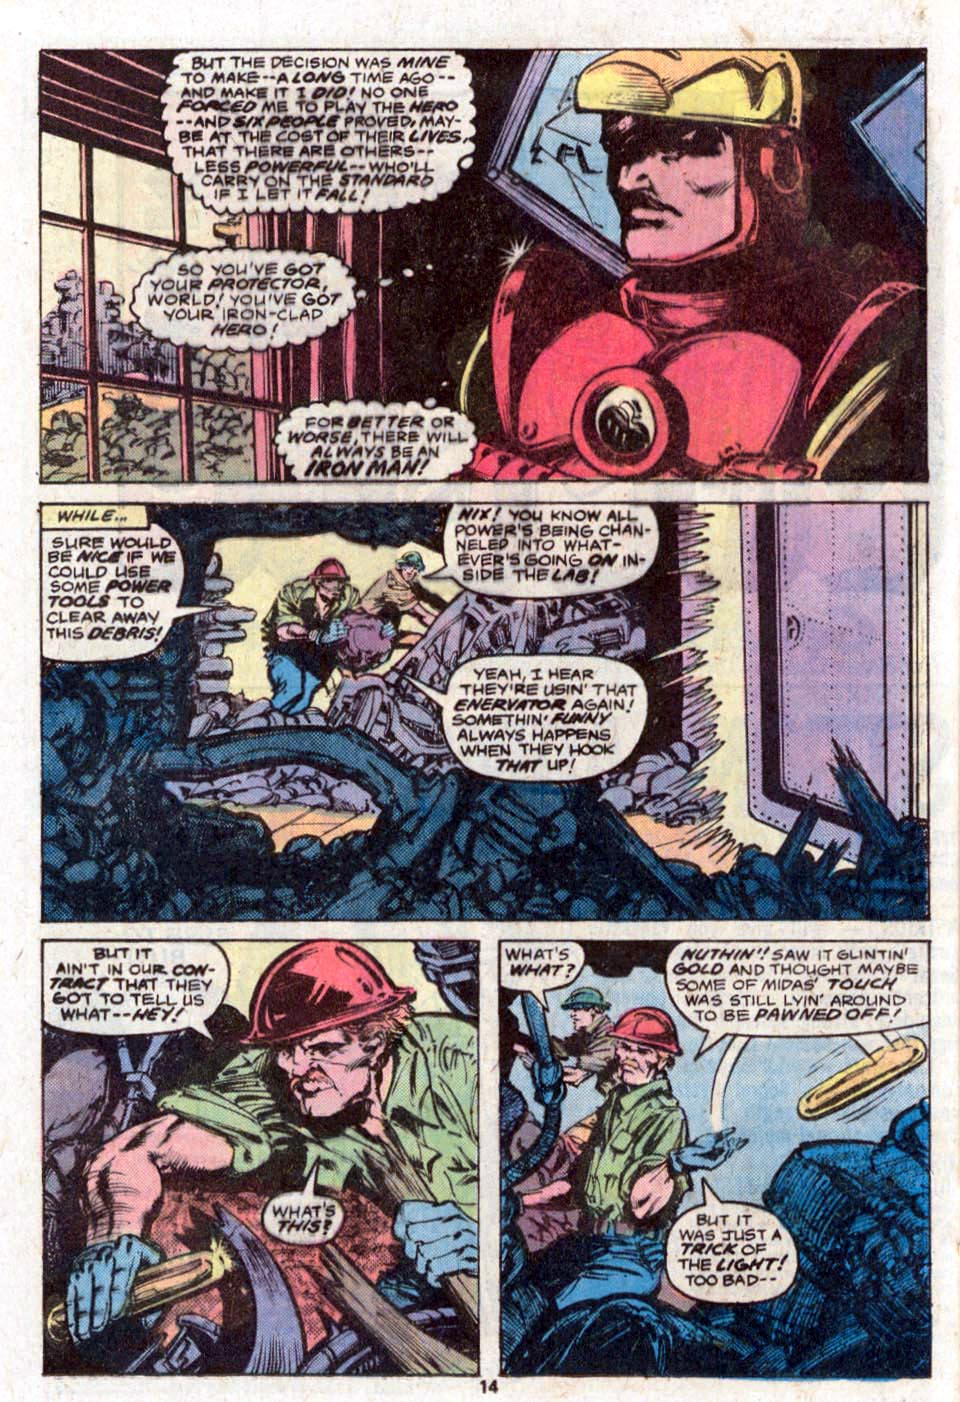 BUT THE DECISION WAS MINE
TO MAKE--A LONG TIME AGO--
AND MAKE IT I DID! NO ONE
FORCED ME TO PLAY THE HERO
--AND SIX PEOPLE PROVED, MAY-
BE AT THE COST OF THEIR LIVES,
THAT THERE ARE OTHERS--
LESS POWERFUL--WHO'LL
CARRY ON THE STANDARD
IF I LET IT FALL!
SO YOU'VE GOT
YOUR PROTECTOR,
WORLD! YOU'VE GOT
YOUR IRON-CLAD
HERO!
FOR BETTER OR
WORSE, THERE WILL
ALWAYS BE AN
IRON MAN!
WHILE...
SURE WOULD
BE NICE IF WE
COULD USE
SOME POWER
TOOLS TO
CLEAR AWAY
THIS DEBRIS!
NIX! YOU KNOW ALL
POWER'S BEING CHAN-
NELED INTO WHAT-
EVER'S GOING ON IN-
SIDE THE LAB!
YEAH, I HEAR
THEY'RE USIN' THAT
ENERVATOR AGAIN!
SOMETHIN' FUNNY
ALWAYS HAPPENS
WHEN THEY HOOK
THAT UP!
BUT IT
AIN'T IN OUR CON-
TRACT THAT THEY
GOT TO TELL US
WHAT--HEY!
WHAT'S
THIS?
WHAT'S
WHAT?
NUTHIN'! SAW IT GLINTIN'
GOLD AND THOUGHT MAYBE
SOME OF MIDAS' TOUCH
WAS STILL LYIN' AROUND
TO BE PAWNED OFF!
BUT IT
WAS JUST A
TRICK OF
THE LIGHT!
TOO BAD--
14